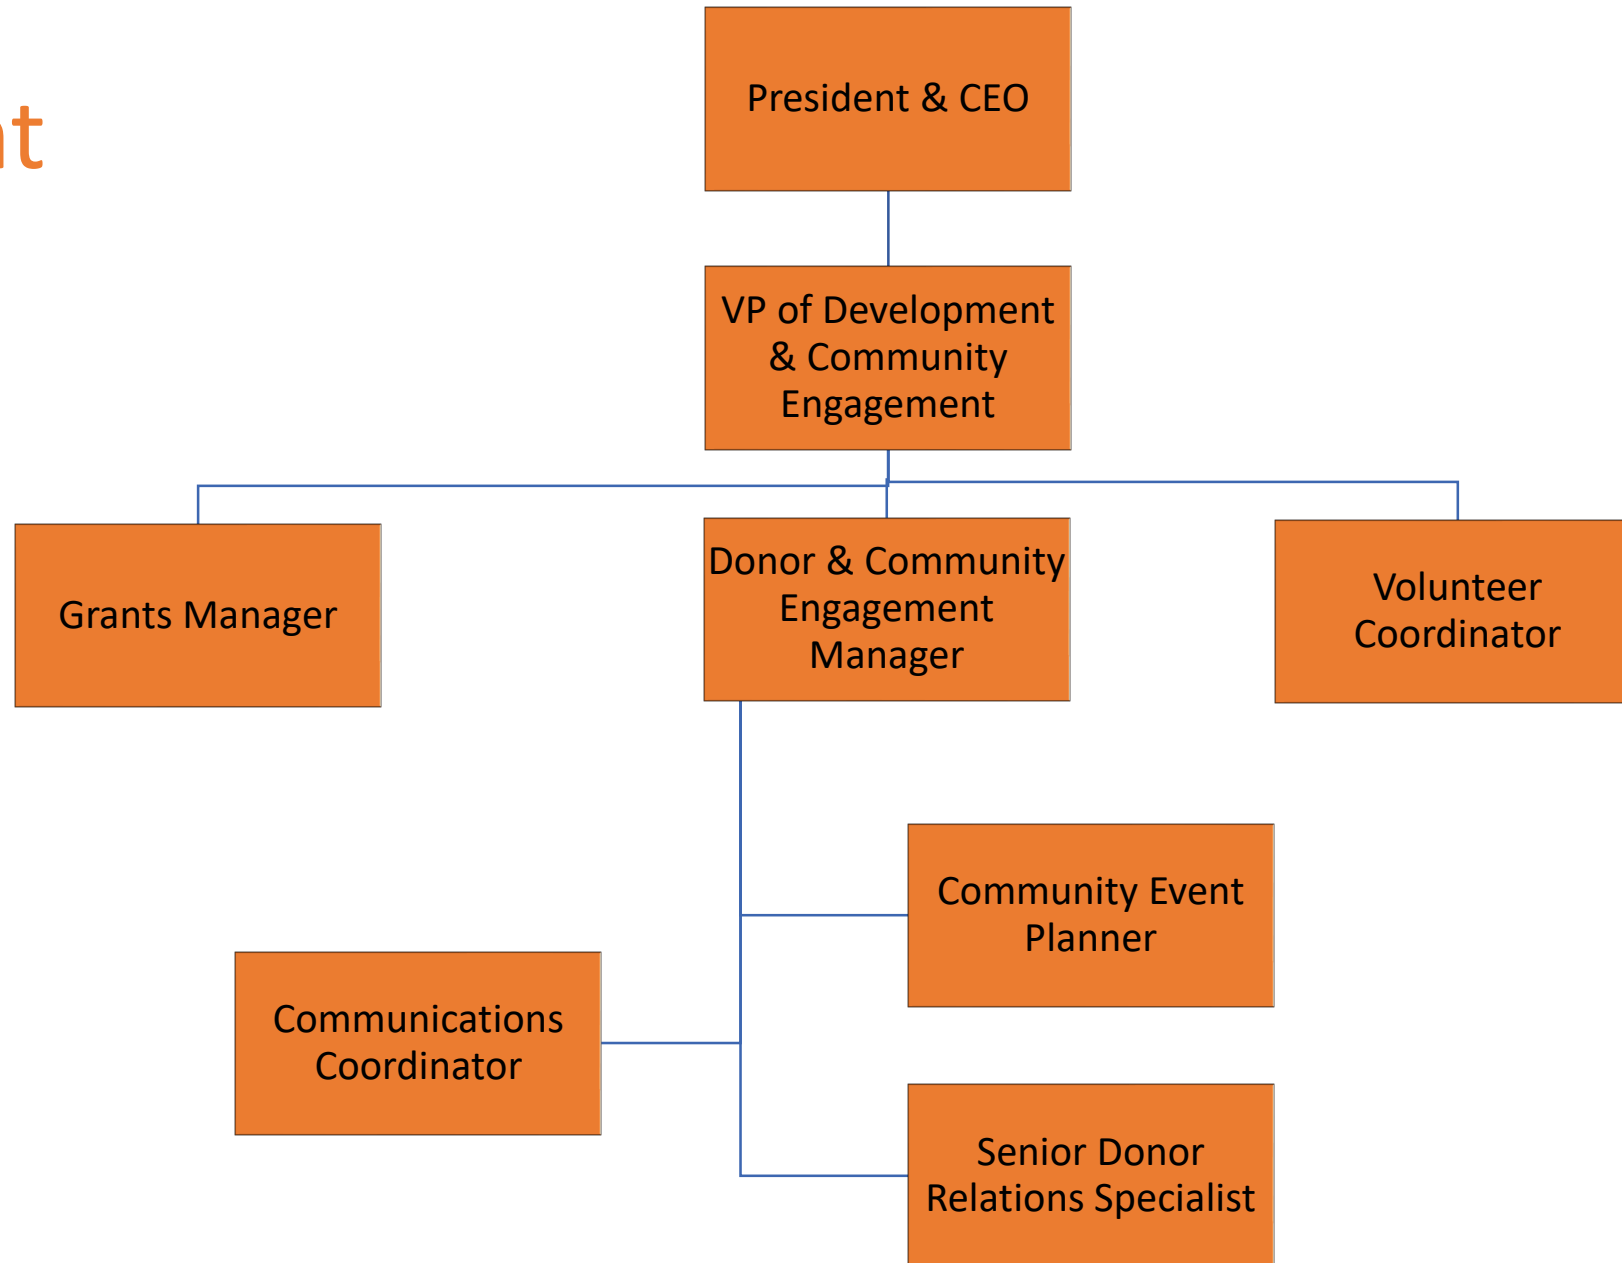 nt
President & CEO
VP of Development
& Community
Engagement
Grants Manager
Donor & Community
Engagement
Manager
Volunteer
Coordinator
Community Event
Planner
Communications
Coordinator
Senior Donor
Relations Specialist